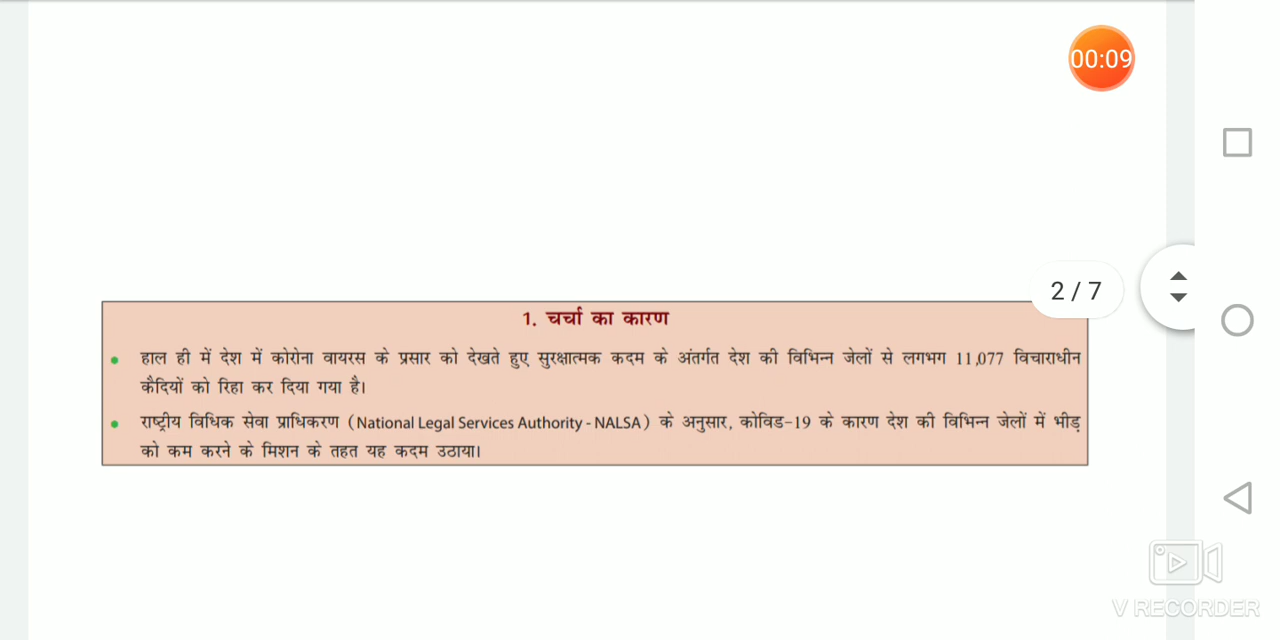 00:09
2 / 7
1. चर्चा का कारण
हाल ही में देश में कोरोना वायरस के प्रसार को देखते हुए सुरक्षात्मक कदम के अंतर्गत देश की विभिन्न जेलों से लगभग 11,077 विचाराधीन
कैदियों को रिहा कर दिया गया है।
राष्ट्रीय विधिक सेवा प्राधिकरण (National Legal Services Authority - NALSA) के अनुसार, कोविड-19 के कारण देश की विभिन्न जेलों में भीड़
को कम करने के मिशन के तहत यह कदम उठाया।
V RECORDER